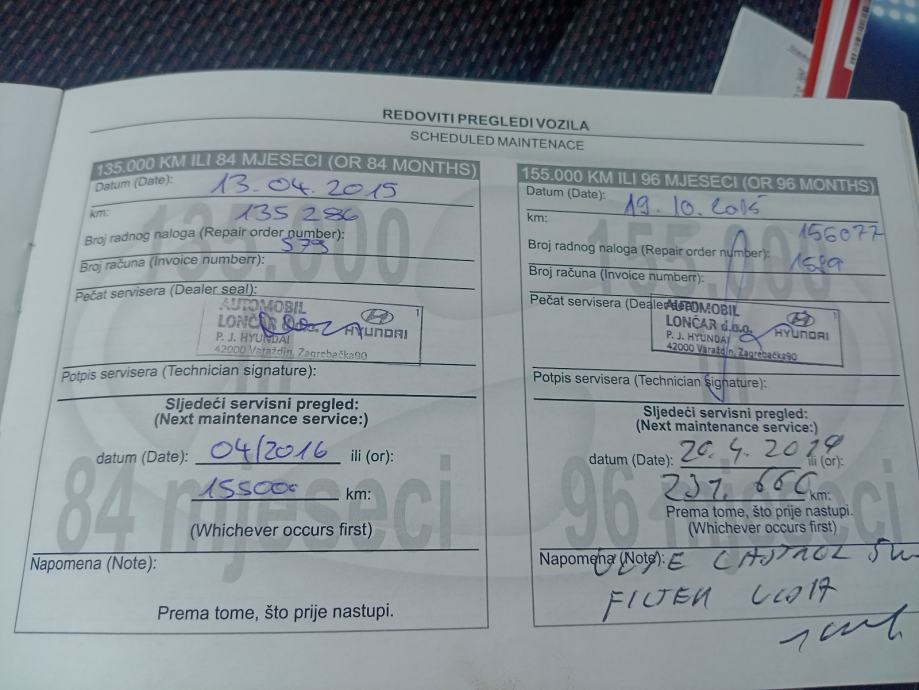 REDOVITI PREGLEDI VOZILA
SCHEDULED MAINTENACE
135.000 KM ILI 84 MJESECI (OR 84 MONTHS)
Datum (Date): 13.04.2015
km: 135 286
Broj radnog naloga (Repair order number): 579
Broj računa (Invoice numberr):
Pečat servisera (Dealer seal):
AUTOMOBIL
LONČAR d.o.o. HYUNDAI
P. J. HYUNDAI
42000 Varaždin, Zagrebačka90
Potpis servisera (Technician signature):
Sljedeći servisni pregled:
(Next maintenance service:)
datum (Date): 04/2016 ili (or):
155000 km:
(Whichever occurs first)
84 mjeseci
Napomena (Note):
Prema tome, što prije nastupi.
155.000 KM ILI 96 MJESECI (OR 96 MONTHS)
Datum (Date): 19.10.2015
km: 156077
Broj radnog naloga (Repair order number): 1589
Broj računa (Invoice numberr):
Pečat servisera (Dealer
AUTOMOBIL
LONČAR d.o.o. HYUNDAI
P. J. HYUNDAI
42000 Varaždin, Zagrebačka90
Potpis servisera (Technician signature):
Sljedeći servisni pregled:
(Next maintenance service:)
datum (Date): ili (or):
km:
Prema tome, što prije nastupi.
(Whichever occurs first)
Napomena (Note): CASTROL
FILTER